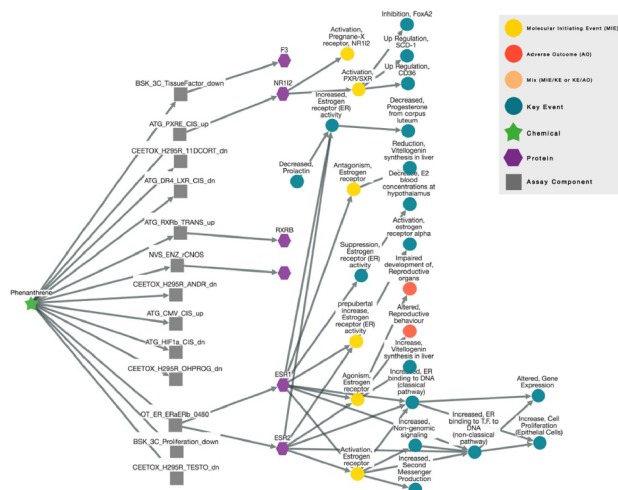 Inhibition, FoxA2
Activation,
Pregnane-X
receptor, NR1I2
Up Regulation,
SCD-1
Up Regulation,
CD36
F3
NR1I2
Activation,
PXR/SXR
BSK_3C_TissueFactor_down
Increased,
Estrogen
receptor (ER)
activity
Decreased,
Progesterone
from corpus
luteum
ATG_PXRE_CIS_up
Reduction,
Vitellogenin
synthesis in liver
CEETOX_H295R_11DCORT_dn
Decreased,
Prolactin
Antagonism,
Estrogen
receptor
Decrease, E2
blood
concentrations at
hypothalamus
ATG_DR4_LXR_CIS_dn
Activation,
estrogen
receptor alpha
ATG_RXRb_TRANS_up
RXRB
Suppression,
Estrogen
receptor (ER)
activity
Impaired
development of,
Reproductive
organs
NVS_ENZ_rCNOS
Phenanthrene
CEETOX_H295R_ANDR_dn
prepubertal
increase,
Estrogen
receptor (ER)
activity
Altered,
Reproductive
behaviour
ATG_CMV_CIS_up
Increase,
Vitellogenin
synthesis in liver
ATG_HIF1a_CIS_dn
CEETOX_H295R_OHPROG_dn
ESR1
Agonism,
Estrogen
receptor
Increased, ER
binding to DNA
(classical
pathway)
Altered, Gene
Expression
OT_ER_ERaERb_0480
Increased,
Non-genomic
signaling
Increased, ER
binding to T.F. to
DNA
(non-classical
pathway)
Increase, Cell
Proliferation
(Epithelial Cells)
BSK_3C_Proliferation_down
ESR2
Activation,
Estrogen
receptor
Increased,
Second
Messenger
Production
CEETOX_H295R_TESTO_dn
Molecular Initiating Event (MIE)
Adverse Outcome (AO)
Mix (MIE/KE or KE/AO)
Key Event
Chemical
Protein
Assay Component